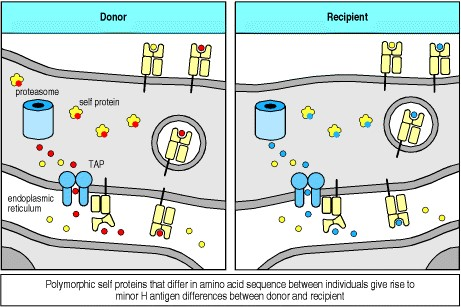 Donor
Recipient
proteasome
self protein
TAP
endoplasmic
reticulum
Polymorphic self proteins that differ in amino acid sequence between individuals give rise to
minor H antigen differences between donor and recipient